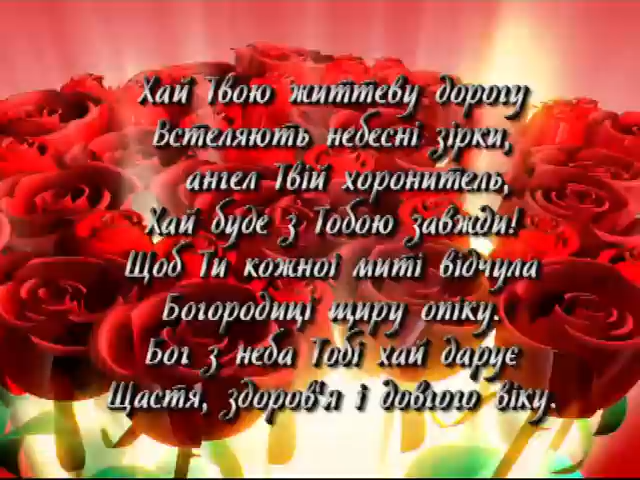 Хай Твою життєву дорогу
Встеляють небесні зірки,
ангел Твій хоронитель,
Хай буде з Тобою завжди!
Щоб Ти кожної миті відчула
Богородиці щиру опіку.
Бог з неба Тобі хай дарує
Щастя, здоров'я і довгого віку.